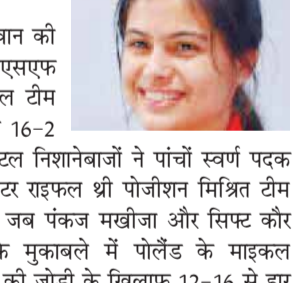 बान की
एसएफ
ल टीम
16-2
टल निशानेबाजों ने पांचों स्वर्ण पदक
टर राइफल थ्री पोजीशन मिश्रित टीम
जब पंकज मखीजा और सिफ्ट कौर
के मुकाबले में पोलैंड के माइकल
की जोड़ी के खिलाफ 12-16 से हार